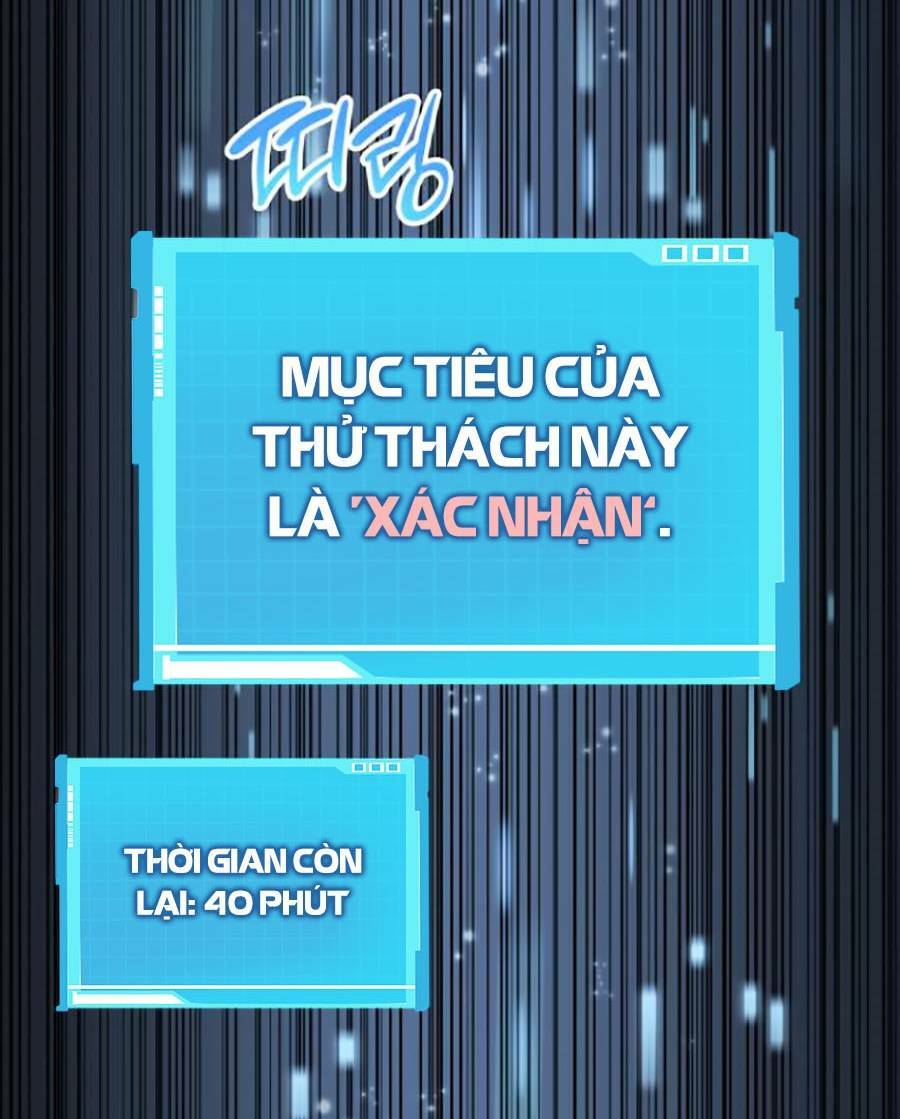 띠링
MỤC TIÊU CỦA
THỬ THÁCH NÀY
LÀ 'XÁC NHẬN'.
THỜI GIAN CÒN
LẠI: 40 PHÚT